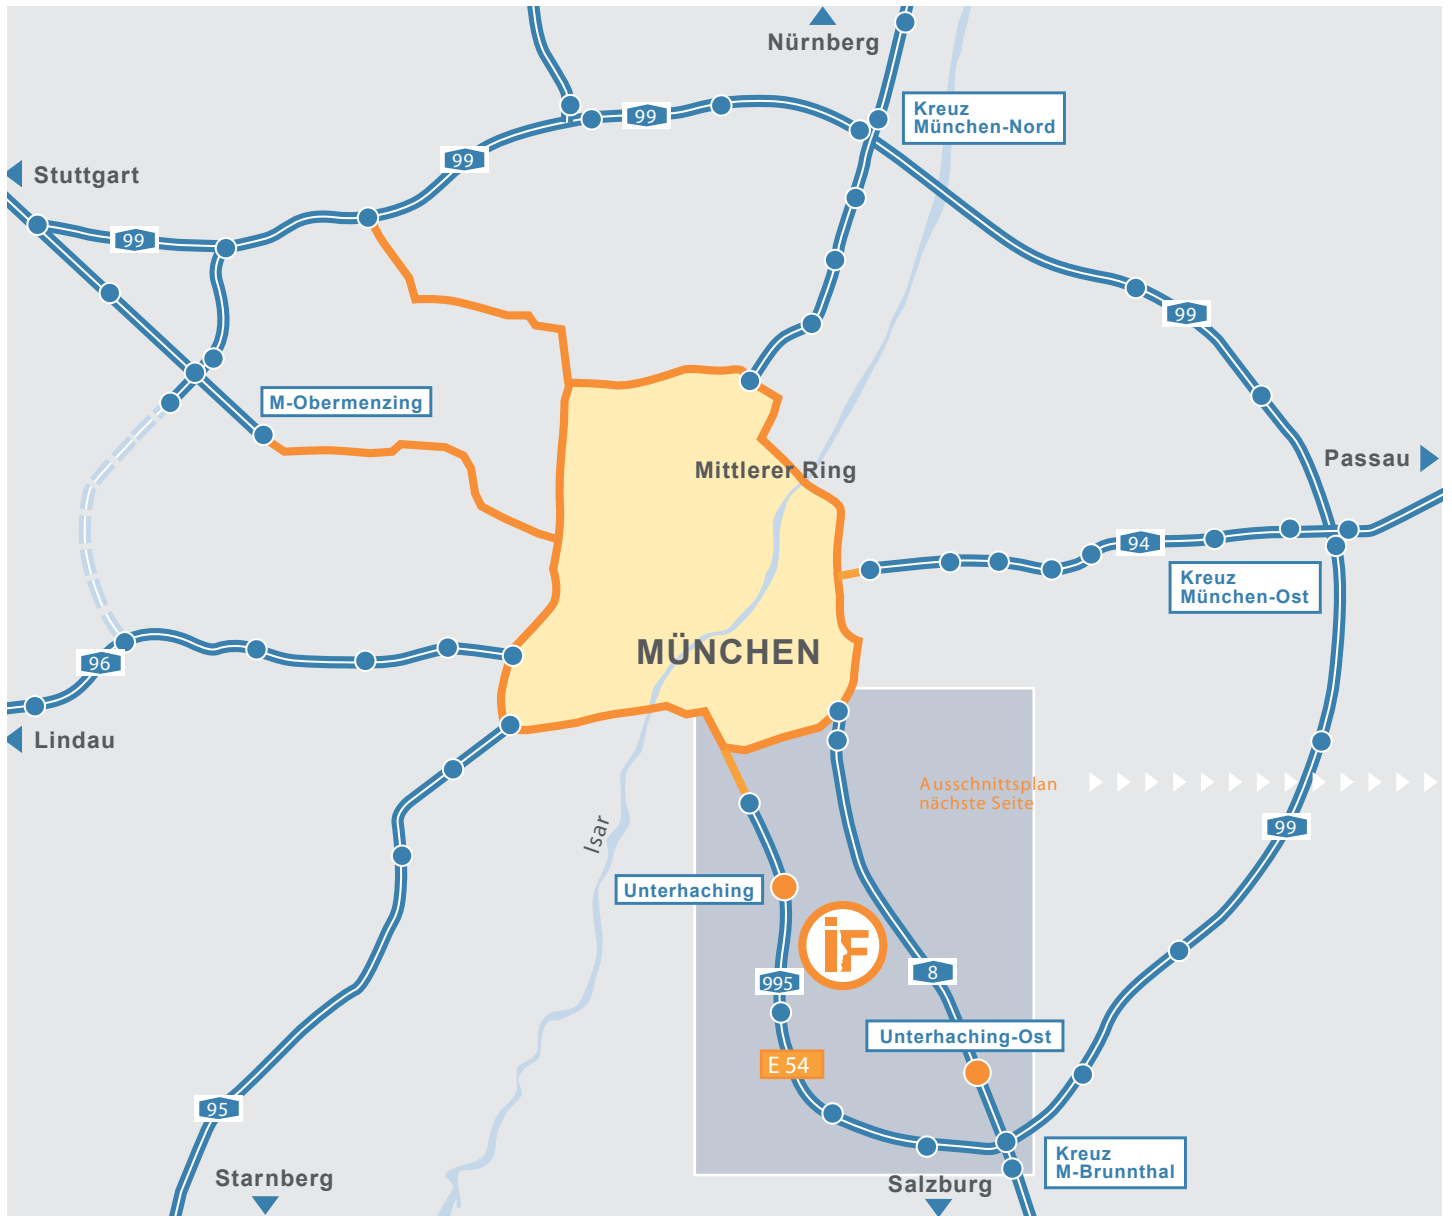 Nürnberg
Kreuz
München-Nord
99
99
Stuttgart
99
99
M-Obermenzing
Mittlerer Ring
Passau
94
Kreuz
München-Ost
MÜNCHEN
96
Lindau
Ausschnittsplan
nächste Seite
Isar
99
Unterhaching
iF
995
8
Unterhaching-Ost
E 54
95
Kreuz
M-Brunnthal
Starnberg
Salzburg